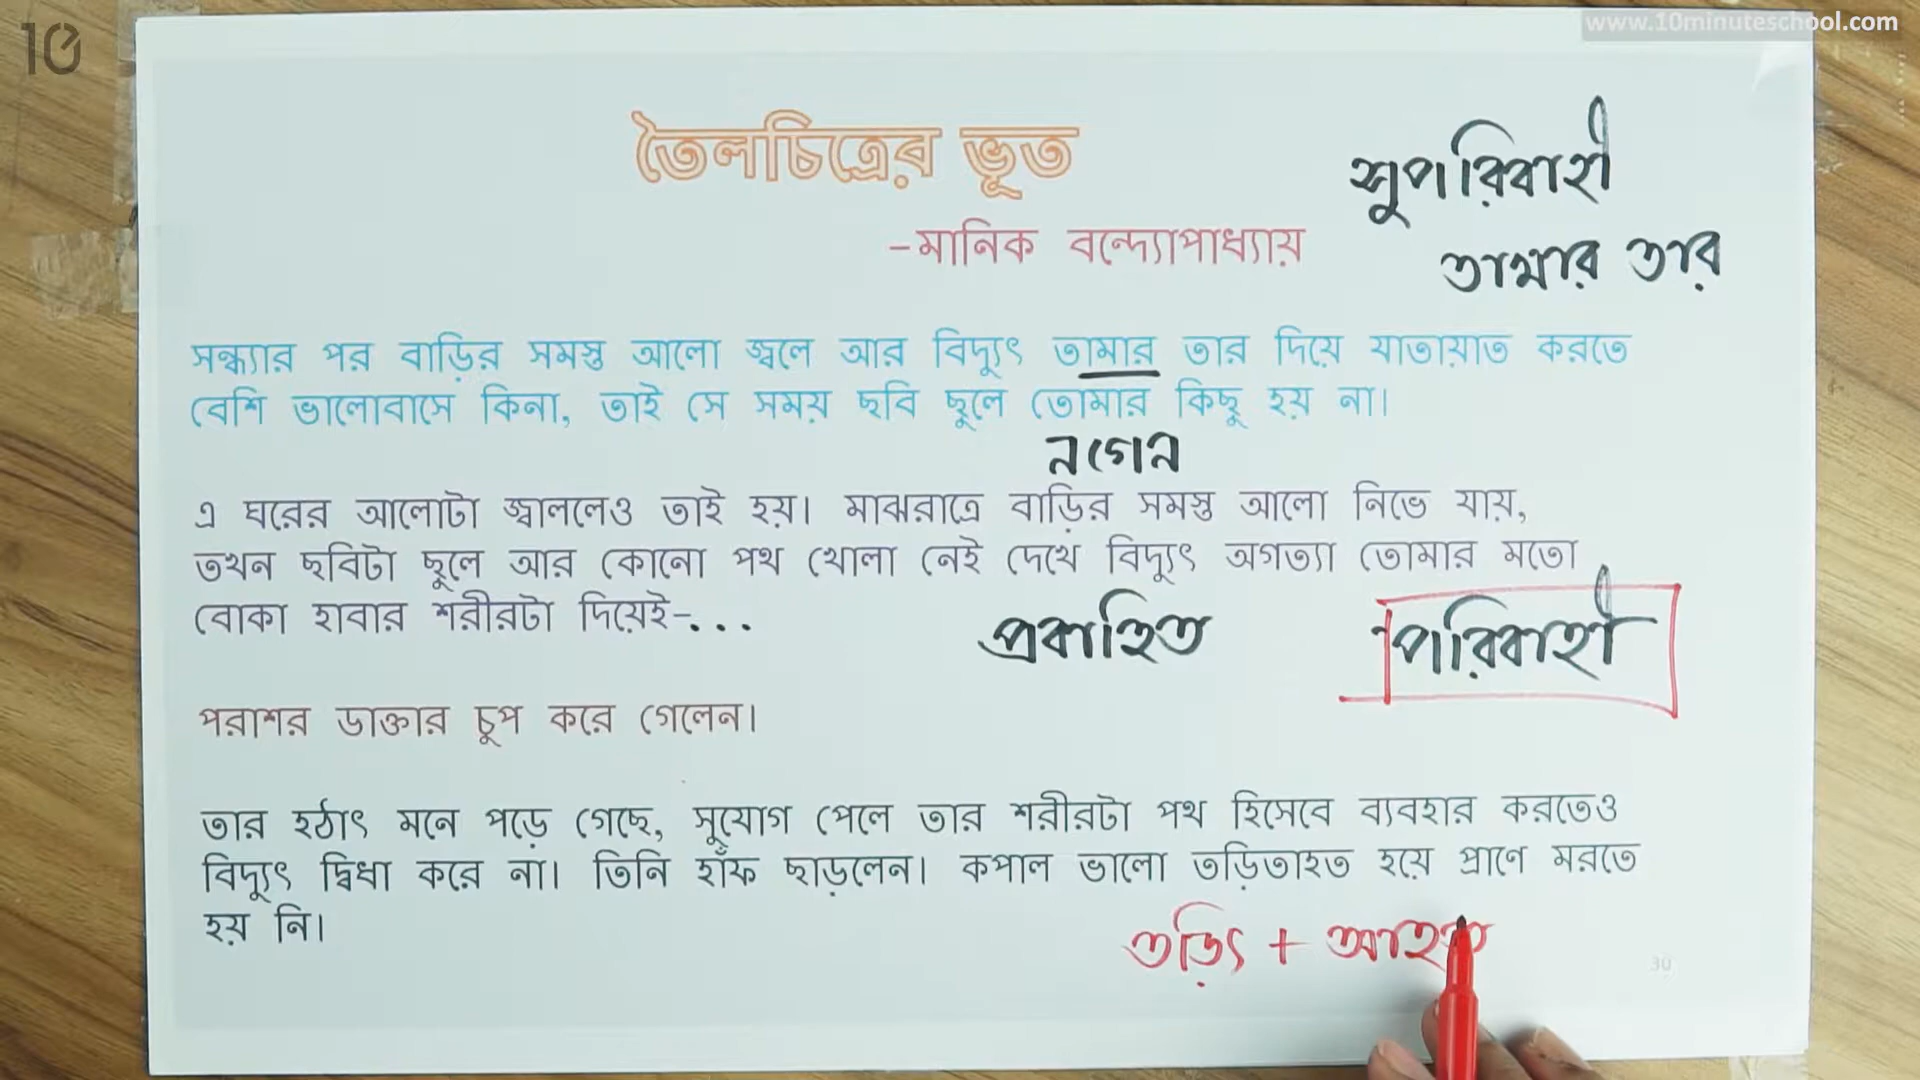 10
www.10minuteschool.com
তৈলচিত্রের ভূত
সুপরিবাহী
-মানিক বন্দ্যোপাধ্যায়
তামার তার
সন্ধ্যার পর বাড়ির সমস্ত আলো জ্বলে আর বিদ্যুৎ তামার তার দিয়ে যাতায়াত করতে
বেশি ভালোবাসে কিনা, তাই সে সময় ছবি ছুলে তোমার কিছু হয় না।
নগেন
এ ঘরের আলোটা জ্বাললেও তাই হয়। মাঝরাত্রে বাড়ির সমস্ত আলো নিভে যায়,
তখন ছবিটা ছুলে আর কোনো পথ খোলা নেই দেখে বিদ্যুৎ অগত্যা তোমার মতো
বোকা হাবার শরীরটা দিয়েই-...
প্রবাহিত
পরিবাহী
পরাশর ডাক্তার চুপ করে গেলেন।
তার হঠাৎ মনে পড়ে গেছে, সুযোগ পেলে তার শরীরটা পথ হিসেবে ব্যবহার করতেও
বিদ্যুৎ দ্বিধা করে না। তিনি হাঁফ ছাড়লেন। কপাল ভালো তড়িতাহত হয়ে প্রাণে মরতে
হয় নি।
তড়িৎ + আহত
30